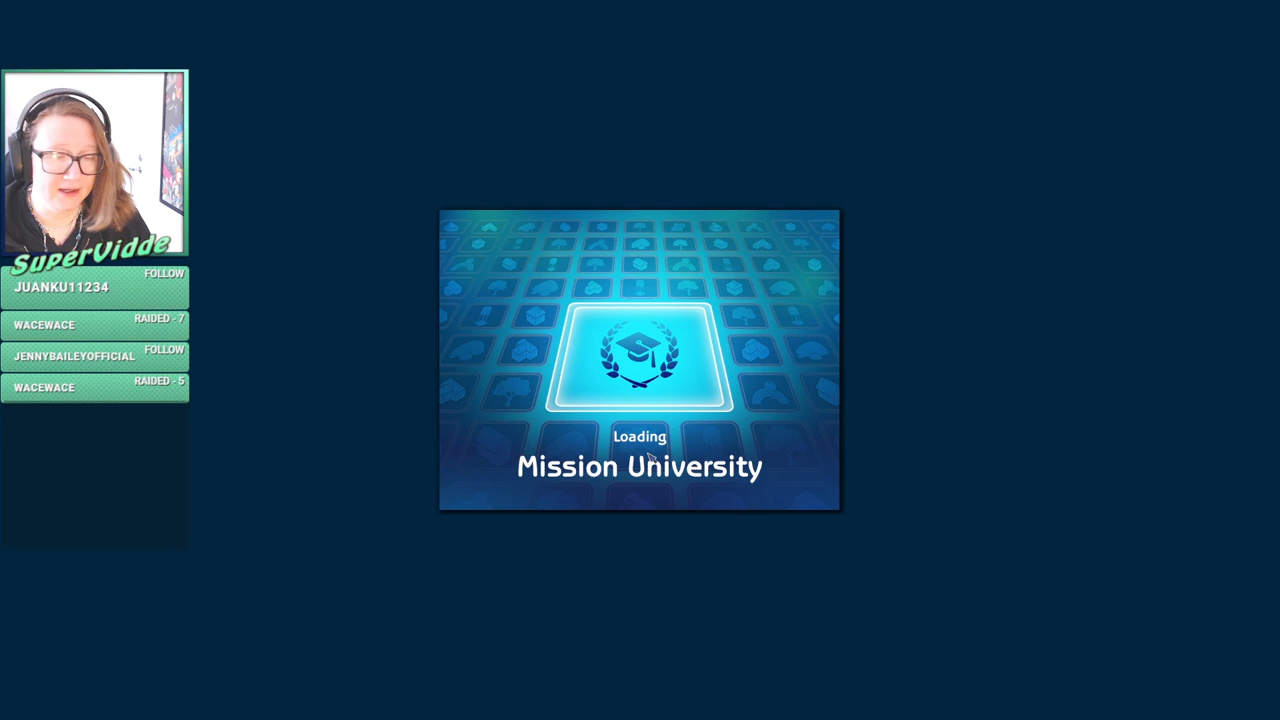 SuperVidde
FOLLOW
JUANKU11234
RAIDED - 7
WACEWACE
FOLLOW
JENNYBAILEYOFFICIAL
RAIDED - 5
WACEWACE
Loading
Mission University